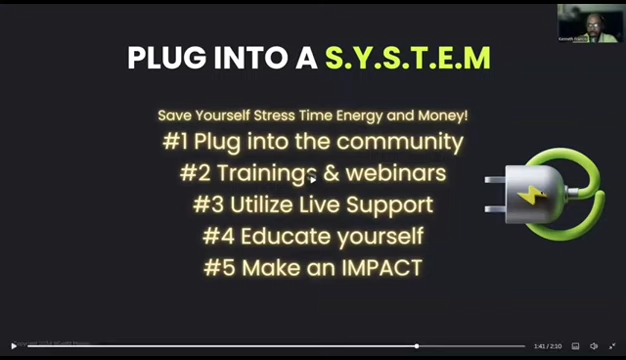 PLUG INTO A S.Y.S.T.E.M
Save Yourself Stress Time Energy and Money!
#1 Plug into the community
#2 Trainings & webinars
#3 Utilize Live Support
#4 Educate yourself
#5 Make an IMPACT
1:41 / 2:10